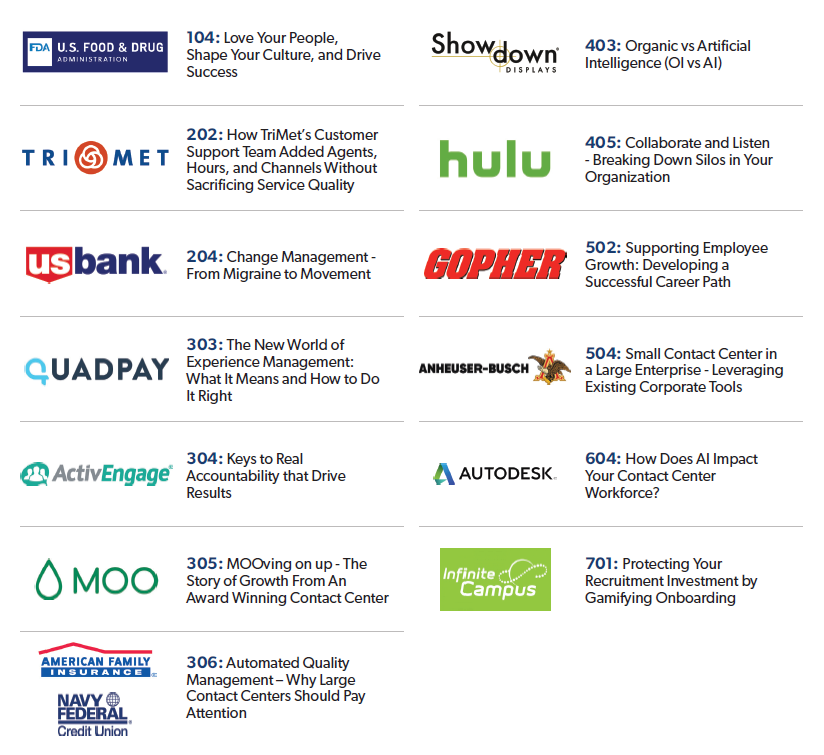 FDA
U.S. FOOD & DRUG
ADMINISTRATION
104: Love Your People,
Shape Your Culture, and Drive
Success
TRI MET
202: How TriMet's Customer
Support Team Added Agents,
Hours, and Channels Without
Sacrificing Service Quality
usbank
204: Change Management -
From Migraine to Movement
QUADPAY
303: The New World of
Experience Management:
What It Means and How to Do
It Right
ActivEngage
304: Keys to Real
Accountability that Drive
Results
MOO
305: MOOving on up - The
Story of Growth From An
Award Winning Contact Center
AMERICAN FAMILY
INSURANCE
NAVY
FEDERAL
Credit Union
306: Automated Quality
Management – Why Large
Contact Centers Should Pay
Attention
Showdown
DISPLAYS
403: Organic vs Artificial
Intelligence (OI vs AI)
hulu
405: Collaborate and Listen
- Breaking Down Silos in Your
Organization
GOPHER
502: Supporting Employee
Growth: Developing a
Successful Career Path
ANHEUSER-BUSCH
504: Small Contact Center in
a Large Enterprise - Leveraging
Existing Corporate Tools
AUTODESK
604: How Does AI Impact
Your Contact Center
Workforce?
Infinite
Campus
701: Protecting Your
Recruitment Investment by
Gamifying Onboarding